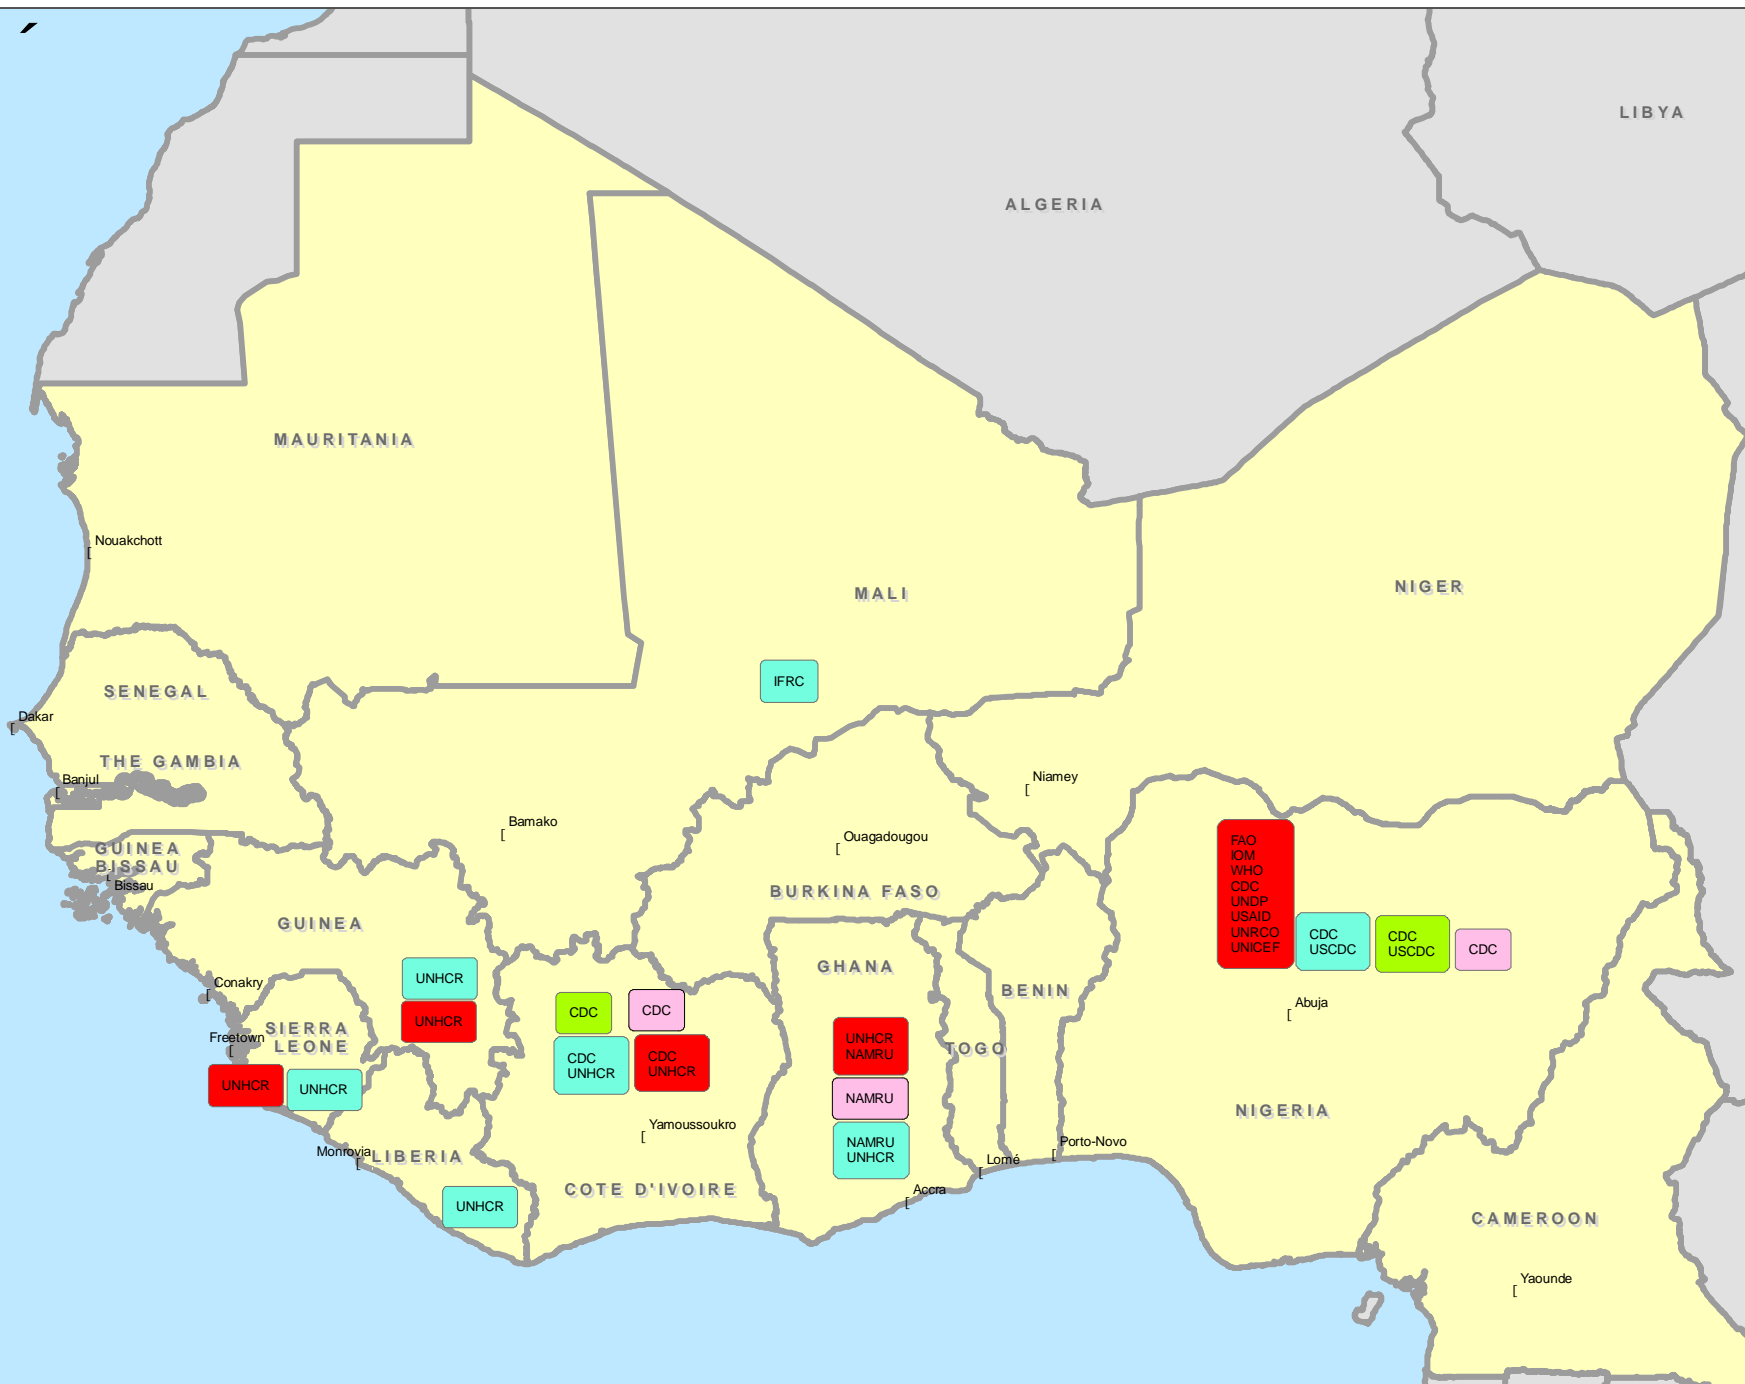 LIBYA
ALGERIA
MAURITANIA
Nouakchott
MALI
NIGER
IFRC
SENEGAL
Dakar
THE GAMBIA
Banjul
Niamey
Bamako
Ouagadougou
GUINEA
BISSAU
Bissau
BURKINA FASO
FAO
IOM
WHO
CDC
UNDP
USAID
UNRCO
UNICEF
CDC
USCDC
CDC
USCDC
CDC
GUINEA
UNHCR
UNHCR
Conakry
SIERRA
LEONE
Freetown
UNHCR
UNHCR
CDC
CDC
CDC
UNHCR
CDC
UNHCR
GHANA
UNHCR
NAMRU
NAMRU
NAMRU
UNHCR
TOGO
BENIN
Abuja
NIGERIA
Yamoussoukro
Monrovia
LIBERIA
UNHCR
COTE D'IVOIRE
Accra
Lomé
Porto-Novo
CAMEROON
Yaounde